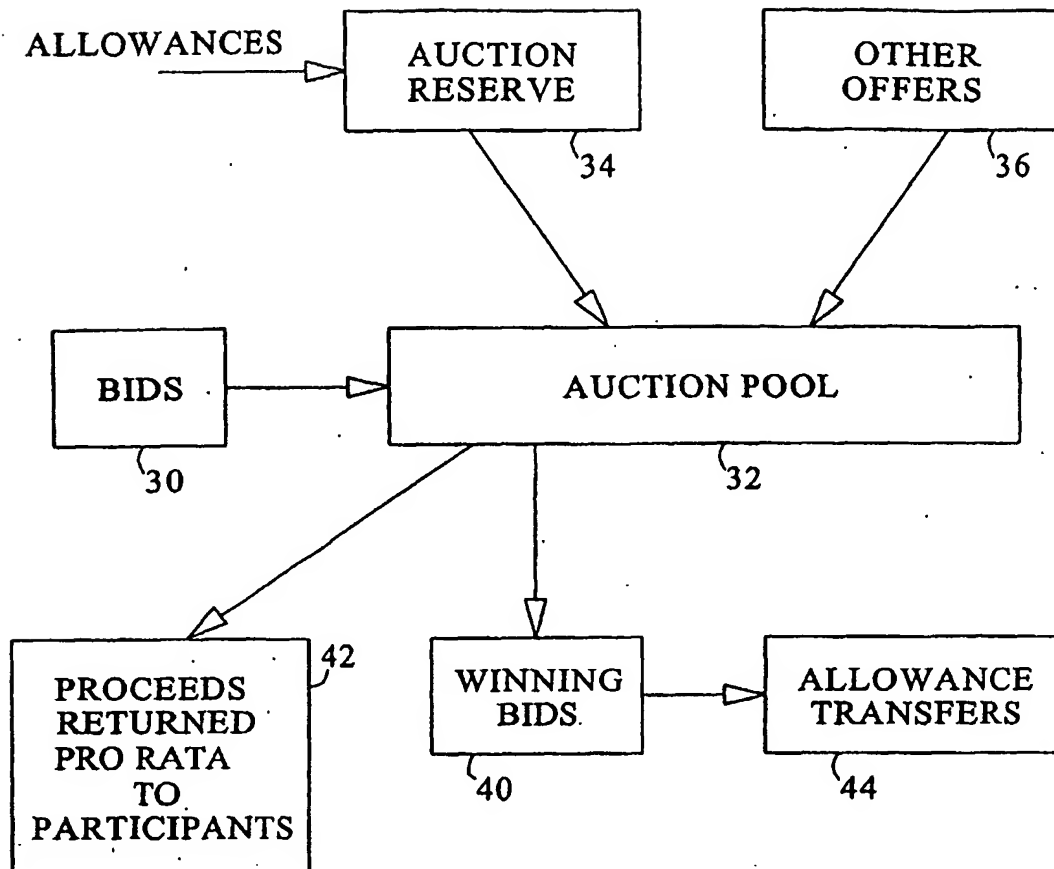 ALLOWANCES
AUCTION
RESERVE
34
OTHER
OFFERS
36
BIDS
30
AUCTION POOL
32
PROCEEDS
RETURNED
PRO RATA
TO
PARTICIPANTS
42
WINNING
BIDS.
40
ALLOWANCE
TRANSFERS
44